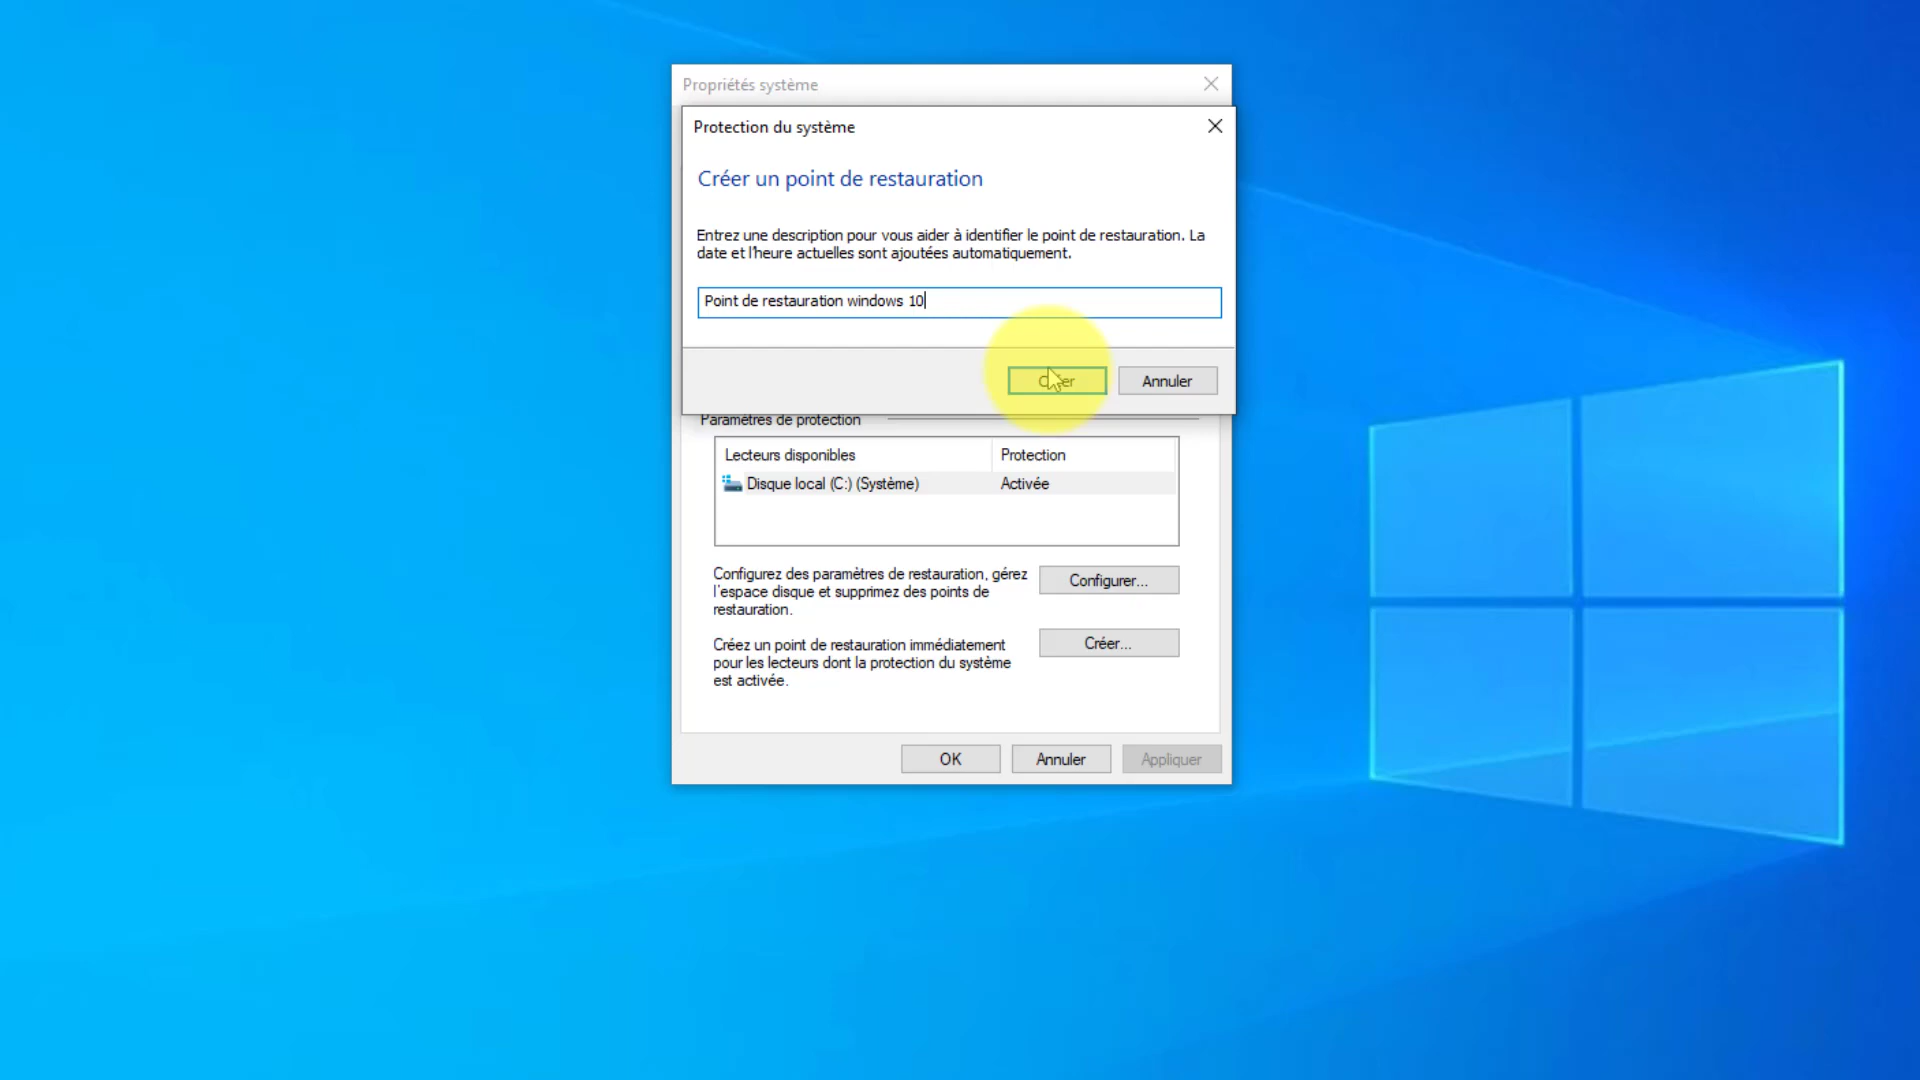 Propriétés système
Protection du système
Créer un point de restauration
Entrez une description pour vous aider à identifier le point de restauration. La
date et l'heure actuelles sont ajoutées automatiquement.
Point de restauration windows 10
Créer Annuler
Paramètres de protection
Lecteurs disponibles Protection
Disque local (C:) (Système) Activée
Configurez des paramètres de restauration, gérez
l'espace disque et supprimez des points de
restauration.
Configurer...
Créez un point de restauration immédiatement
pour les lecteurs dont la protection du système
est activée.
Créer...
OK Annuler Appliquer